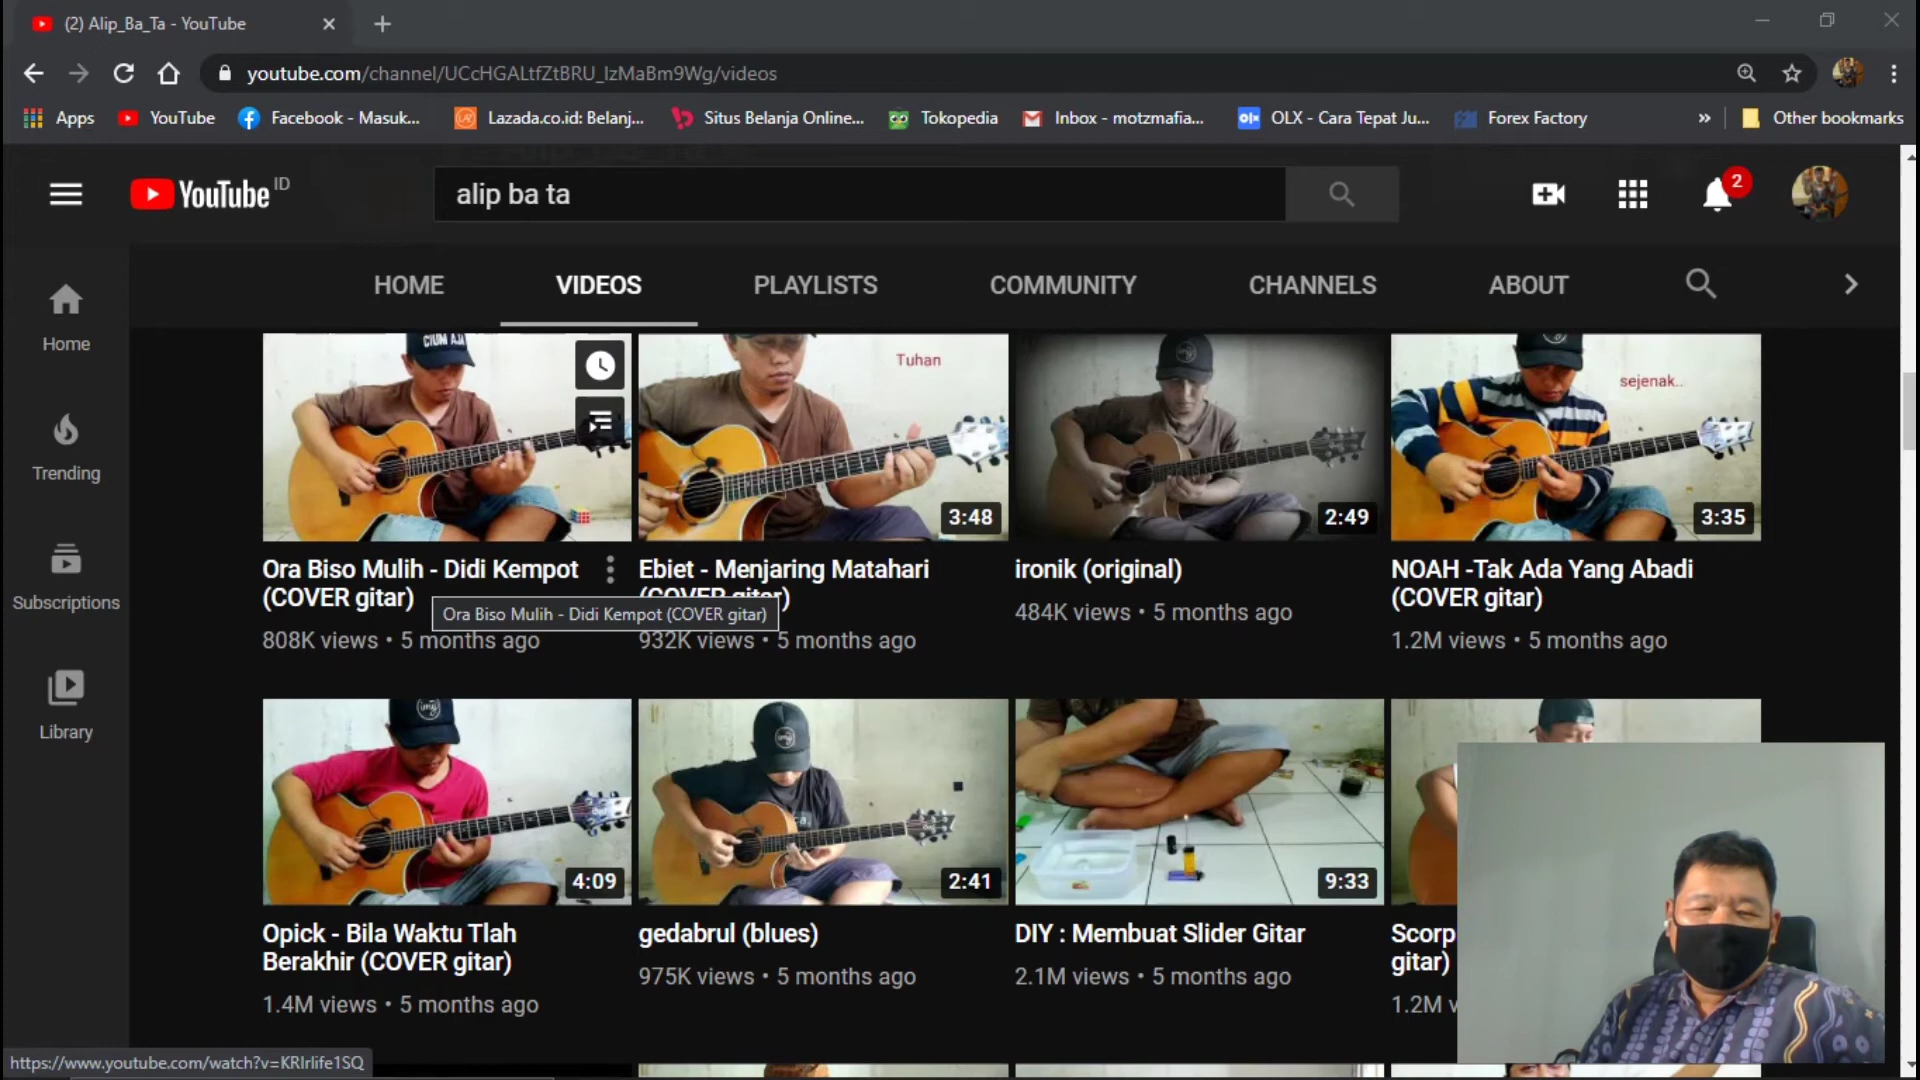 (2) Alip_Ba_Ta - YouTube
youtube.com/channel/UCcHGALtfZtBRU_IzMaBm9Wg/videos
Apps YouTube Facebook - Masuk... Lazada.co.id: Belanj... Situs Belanja Online... Tokopedia Inbox - motzmafia... OLX - Cara Tepat Ju... Forex Factory » Other bookmarks
YouTube ID
alip ba ta
2
HOME VIDEOS PLAYLISTS COMMUNITY CHANNELS ABOUT
Home
Trending
Subscriptions
Library
CIUM AJA
Tuhan
3:48
2:49
sejenak..
3:35
Ora Biso Mulih - Didi Kempot
(COVER gitar)
808K views • 5 months ago
Ora Biso Mulih - Didi Kempot (COVER gitar)
Ebiet - Menjaring Matahari
(COVER gitar)
932K views • 5 months ago
ironik (original)
484K views • 5 months ago
NOAH -Tak Ada Yang Abadi
(COVER gitar)
1.2M views • 5 months ago
4:09
2:41
9:33
Opick - Bila Waktu Tlah
Berakhir (COVER gitar)
1.4M views • 5 months ago
gedabrul (blues)
975K views • 5 months ago
DIY : Membuat Slider Gitar
2.1M views • 5 months ago
Scorp
gitar)
1.2M v
https://www.youtube.com/watch?v=KRlrlife1SQ